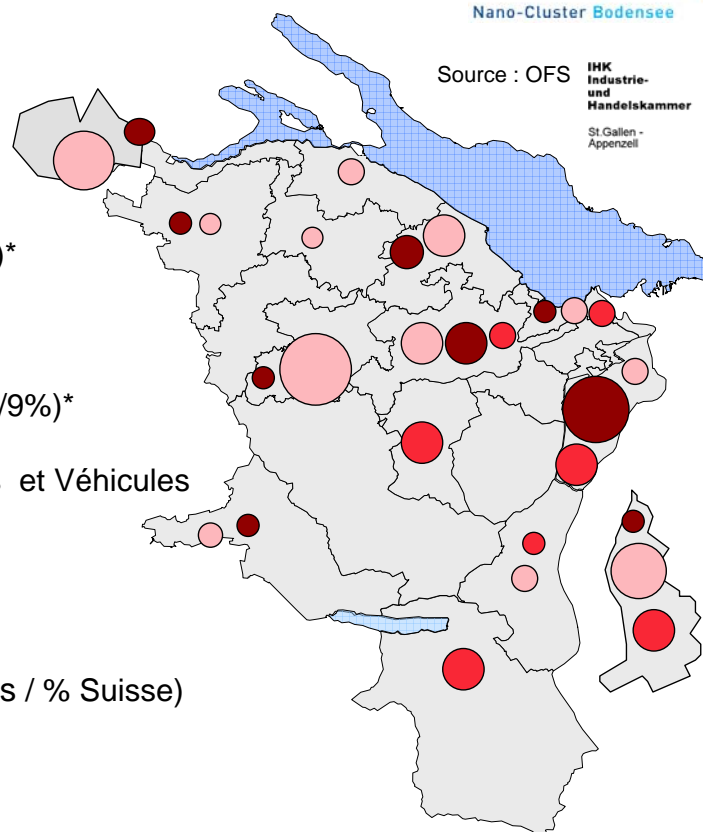 Nano-Cluster Bodensee
Source : OFS
IHK
Industrie-
und
Handelskammer
St.Gallen -
Appenzell
)*
/9%)*
et Véhicules
s / % Suisse)